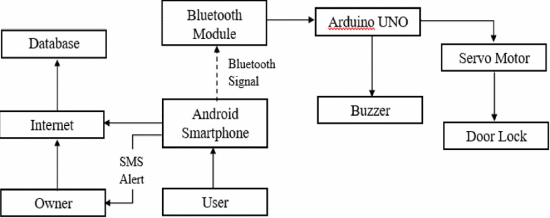 Bluetooth
Module
Arduino UNO
Database
Servo Motor
Bluetooth
Signal
Internet
Android
Smartphone
Buzzer
Door Lock
SMS
Alert
Owner
User